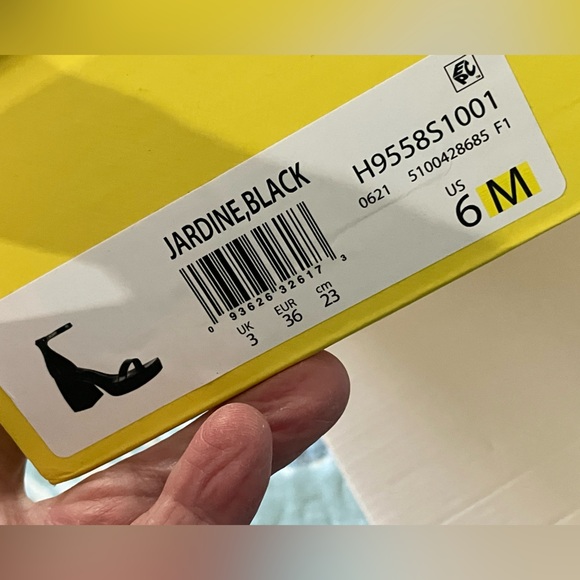 JARDINE,BLACK
H9558S1001
0621 5100428685 F1
US
6 M
0 93626 32617 3
UK EUR cm
3 36 23